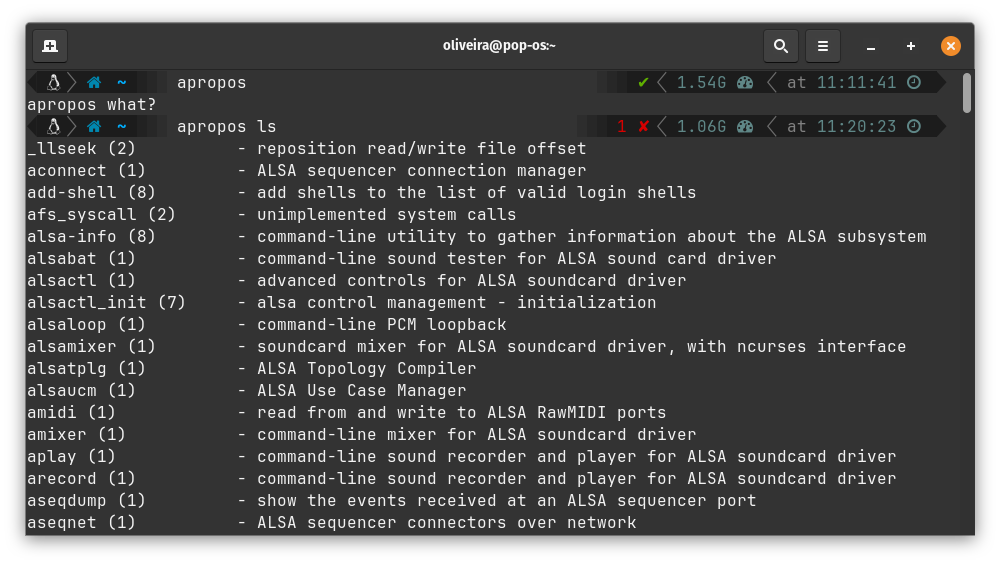 oliveira@pop-os:~
~ apropos ✔ 1.54G at 11:11:41
apropos what?
~ apropos ls 1 ✘ 1.06G at 11:20:23
_llseek (2) - reposition read/write file offset
aconnect (1) - ALSA sequencer connection manager
add-shell (8) - add shells to the list of valid login shells
afs_syscall (2) - unimplemented system calls
alsa-info (8) - command-line utility to gather information about the ALSA subsystem
alsabat (1) - command-line sound tester for ALSA sound card driver
alsactl (1) - advanced controls for ALSA soundcard driver
alsactl_init (7) - alsa control management - initialization
alsaloop (1) - command-line PCM loopback
alsamixer (1) - soundcard mixer for ALSA soundcard driver, with ncurses interface
alsatplg (1) - ALSA Topology Compiler
alsaucm (1) - ALSA Use Case Manager
amidi (1) - read from and write to ALSA RawMIDI ports
amixer (1) - command-line mixer for ALSA soundcard driver
aplay (1) - command-line sound recorder and player for ALSA soundcard driver
arecord (1) - command-line sound recorder and player for ALSA soundcard driver
aseqdump (1) - show the events received at an ALSA sequencer port
aseqnet (1) - ALSA sequencer connectors over network